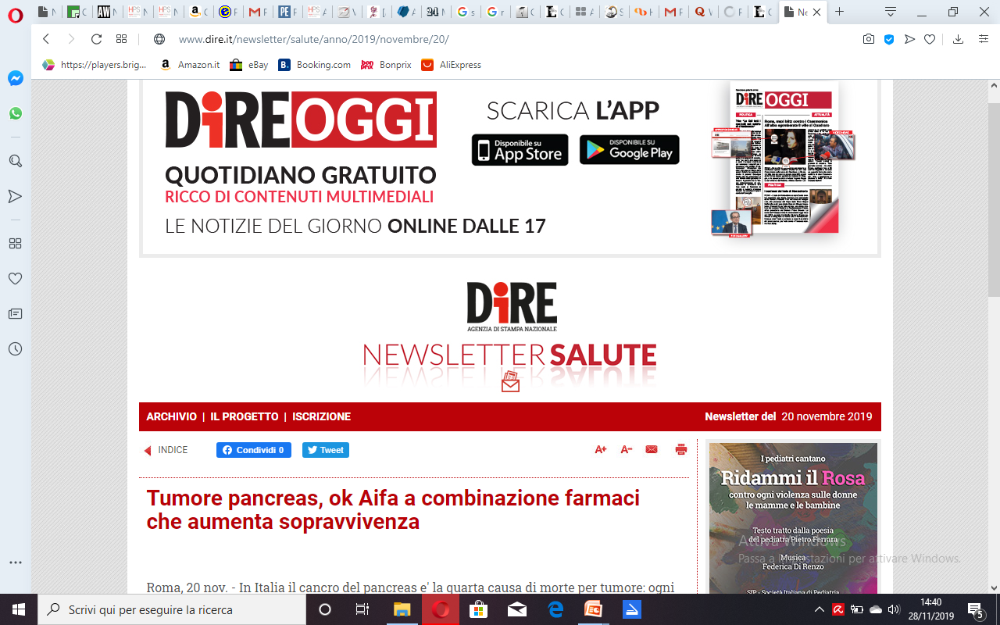 www.dire.it/newsletter/salute/anno/2019/novembre/20/
https://players.brig... Amazon.it eBay Booking.com Bonprix AliExpress
DiRE OGGI
QUOTIDIANO GRATUITO
RICCO DI CONTENUTI MULTIMEDIALI
LE NOTIZIE DEL GIORNO ONLINE DALLE 17
SCARICA L'APP
Disponibile su
App Store
DISPONIBILE SU
Google Play
DiRE OGGI
DiRE
AGENZIA DI STAMPA NAZIONALE
NEWSLETTER SALUTE
ARCHIVIO | IL PROGETTO | ISCRIZIONE
Newsletter del 20 novembre 2019
INDICE
Condividi 0
Tweet
A+ A-
Tumore pancreas, ok Aifa a combinazione farmaci
che aumenta sopravvivenza
Roma, 20 nov. - In Italia il cancro del pancreas e' la quarta causa di morte per tumore: ogni
I pediatri cantano
Ridammi il Rosa
contro ogni violenza sulle donne
le mamme e le bambine
Testo tratto dalla poesia
del pediatra Pietro Ferrara
Musica
Federica Di Renzo
SIP - Società Italiana di Pediatria
Attiva Windows
Passa a Impostazioni per attivare Windows.
Scrivi qui per eseguire la ricerca
14:40
28/11/2019
5